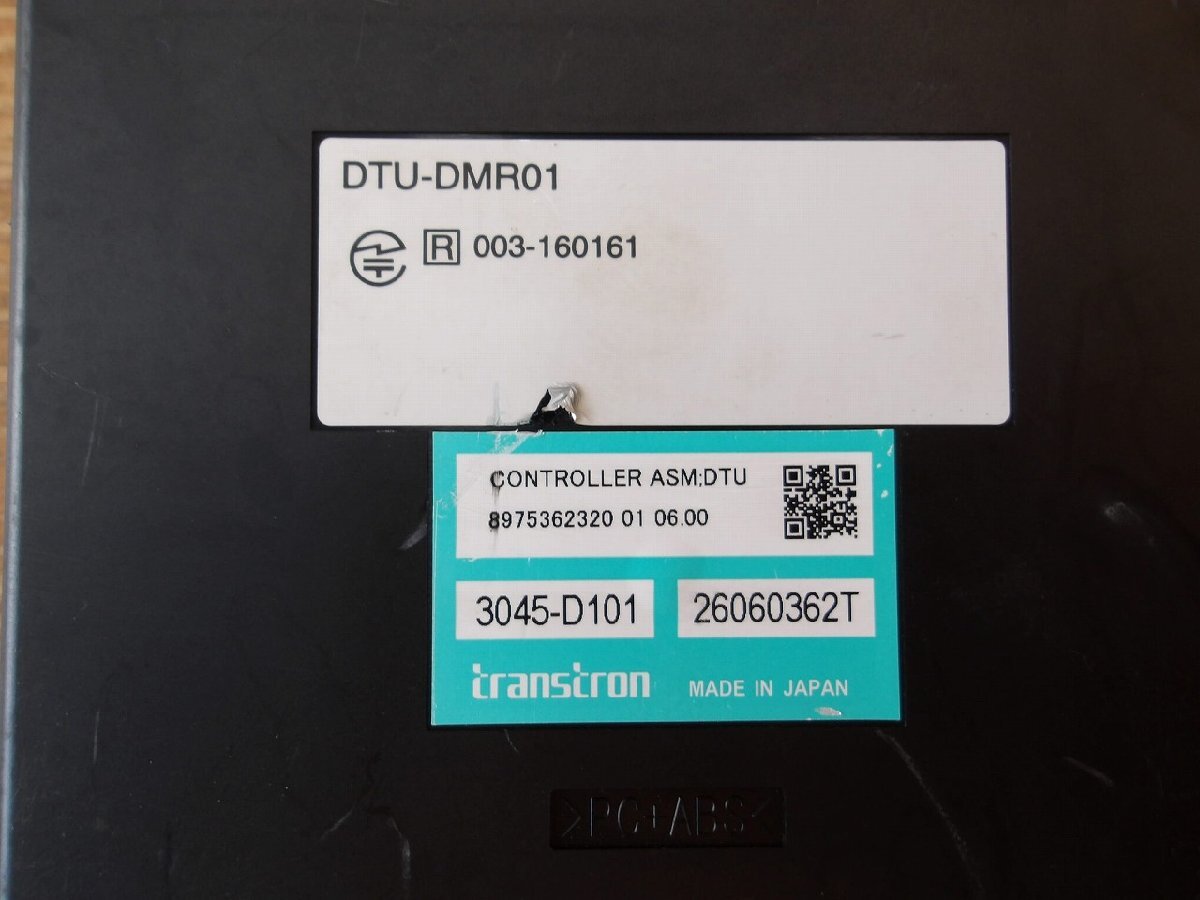 DTU-DMR01
R 003-160161
CONTROLLER ASM;DTU
8975362320 01 06.00
3045-D101 26060362T
transtron MADE IN JAPAN
>PC+ABS<